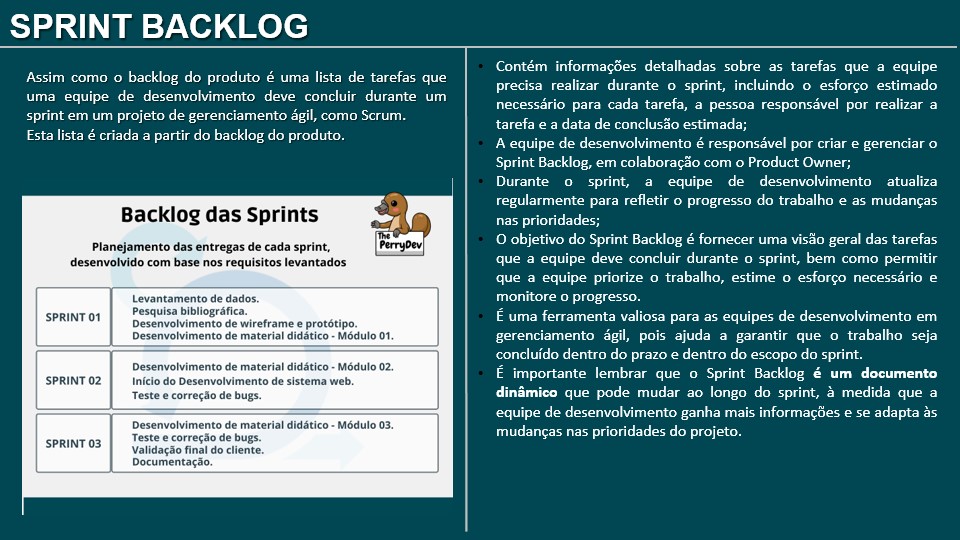 SPRINT BACKLOG
Assim como o backlog do produto é uma lista de tarefas que
uma equipe de desenvolvimento deve concluir durante um
sprint em um projeto de gerenciamento ágil, como Scrum.
Esta lista é criada a partir do backlog do produto.
Backlog das Sprints
The
PerryDev
Planejamento das entregas de cada sprint,
desenvolvido com base nos requisitos levantados
SPRINT 01
Levantamento de dados.
Pesquisa bibliográfica.
Desenvolvimento de wireframe e protótipo.
Desenvolvimento de material didático - Módulo 01.
SPRINT 02
Desenvolvimento de material didático - Módulo 02.
Início do Desenvolvimento de sistema web.
Teste e correção de bugs.
SPRINT 03
Desenvolvimento de material didático - Módulo 03.
Teste e correção de bugs.
Validação final do cliente.
Documentação.
• Contém informações detalhadas sobre as tarefas que a equipe
precisa realizar durante o sprint, incluindo o esforço estimado
necessário para cada tarefa, a pessoa responsável por realizar a
tarefa e a data de conclusão estimada;
• A equipe de desenvolvimento é responsável por criar e gerenciar o
Sprint Backlog, em colaboração com o Product Owner;
• Durante o sprint, a equipe de desenvolvimento atualiza
regularmente para refletir o progresso do trabalho e as mudanças
nas prioridades;
• O objetivo do Sprint Backlog é fornecer uma visão geral das tarefas
que a equipe deve concluir durante o sprint, bem como permitir
que a equipe priorize o trabalho, estime o esforço necessário e
monitore o progresso.
• É uma ferramenta valiosa para as equipes de desenvolvimento em
gerenciamento ágil, pois ajuda a garantir que o trabalho seja
concluído dentro do prazo e dentro do escopo do sprint.
• É importante lembrar que o Sprint Backlog é um documento
dinâmico que pode mudar ao longo do sprint, à medida que a
equipe de desenvolvimento ganha mais informações e se adapta às
mudanças nas prioridades do projeto.